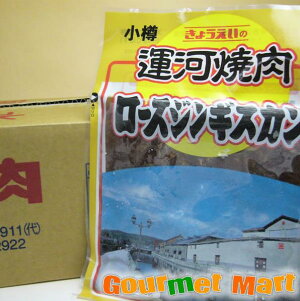 小樽
きょうえいの
運河焼肉
ロースジンギスカン
肉
911(代)
2922
Gourmet Mart